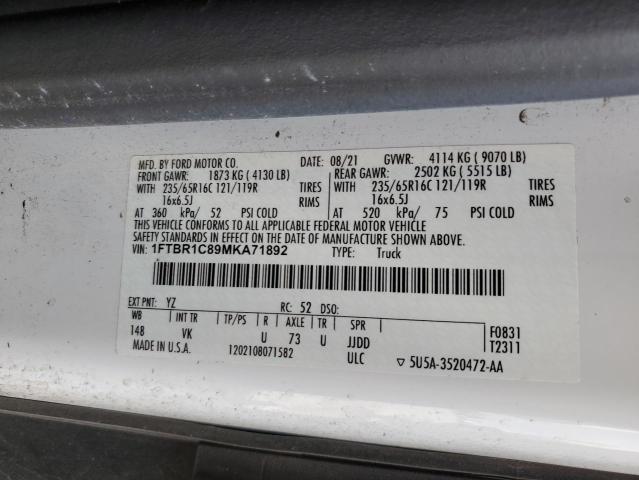 MFD. BY FORD MOTOR CO. DATE: 08/21 GVWR: 4114 KG ( 9070 LB)
FRONT GAWR: 1873 KG ( 4130 LB) REAR GAWR: 2502 KG ( 5515 LB)
WITH 235/65R16C 121/119R TIRES WITH 235/65R16C 121/119R TIRES
16x6.5J RIMS 16x6.5J RIMS
AT 360 kPa/ 52 PSI COLD AT 520 kPa/ 75 PSI COLD
THIS VEHICLE CONFORMS TO ALL APPLICABLE FEDERAL MOTOR VEHICLE
SAFETY STANDARDS IN EFFECT ON THE DATE OF MANUFACTURE SHOWN ABOVE.
VIN: 1FTBR1C89MKA71892 TYPE: Truck
EXT PNT: YZ RC: 52 DSO:
WB INT TR TP/PS R AXLE TR SPR F0831
148 VK U 73 U JJDD T2311
MADE IN U.S.A. 1202108071582 ULC ▽ 5U5A-3520472-AA